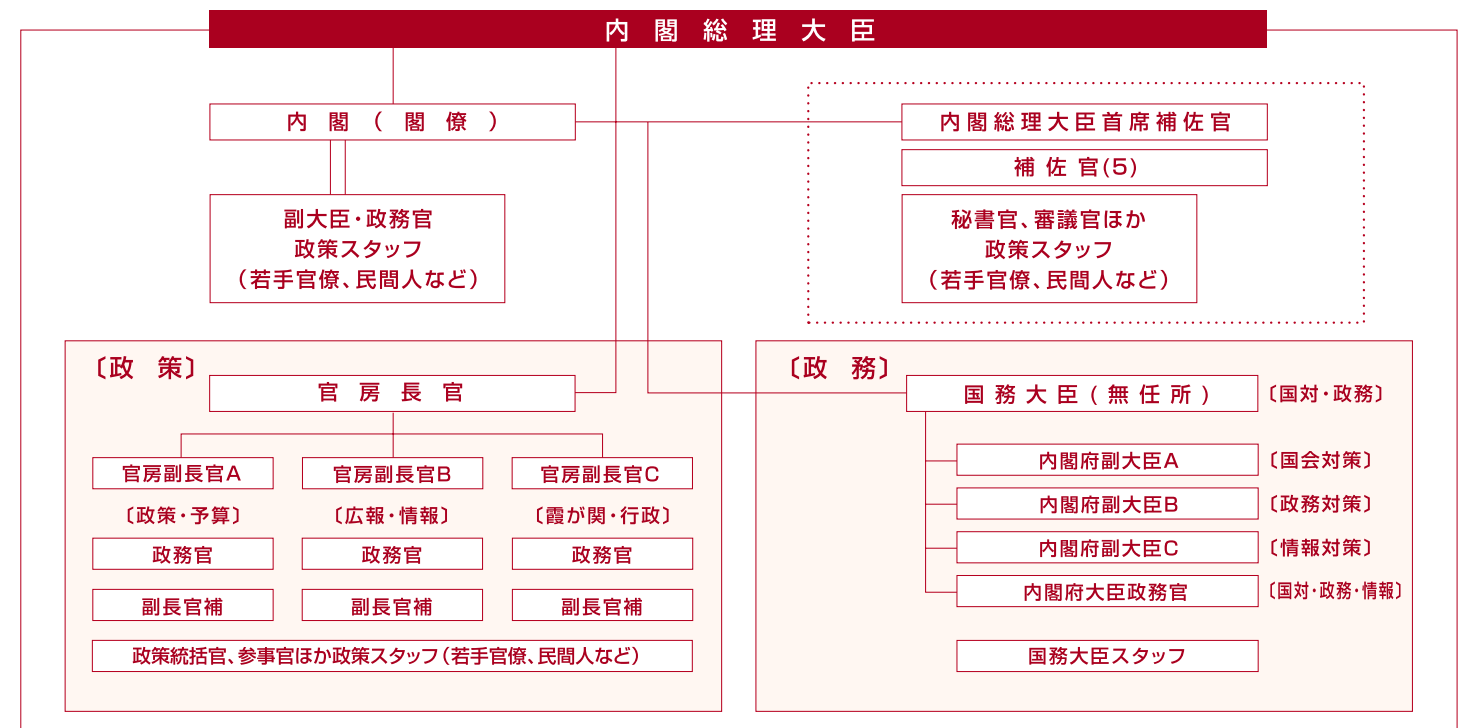 内閣総理大臣
内閣(閣僚)
内閣総理大臣首席補佐官
補佐官(5)
副大臣・政務官
政策スタッフ
(若手官僚、民間人など)
秘書官、審議官ほか
政策スタッフ
(若手官僚、民間人など)
〔政 策〕
官房長官
官房副長官A
官房副長官B
官房副長官C
〔政策・予算〕
〔広報・情報〕
〔霞が関・行政〕
政務官
政務官
政務官
副長官補
副長官補
副長官補
政策統括官、参事官ほか政策スタッフ(若手官僚、民間人など)
〔政 務〕
国務大臣(無任所)
〔国対・政務〕
内閣府副大臣A
〔国会対策〕
内閣府副大臣B
〔政務対策〕
内閣府副大臣C
〔情報対策〕
内閣府大臣政務官
〔国対・政務・情報〕
国務大臣スタッフ